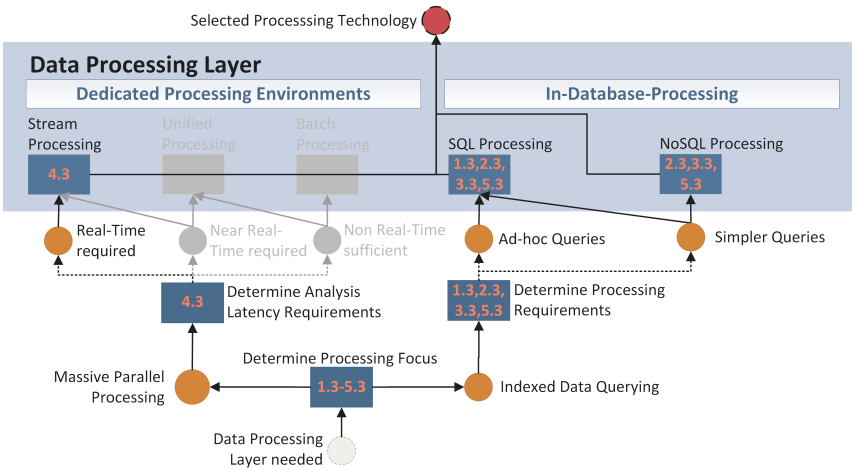 Selected Processsing Technology
Data Processing Layer
Dedicated Processing Environments
In-Database-Processing
Stream
Processing
Unified
Processing
Batch
Processing
SQL Processing
NoSQL Processing
4.3
1.3,2.3,
3.3,5.3
2.3,3.3,
5.3
Real-Time
required
Near Real-
Time required
Non Real-Time
sufficient
Ad-hoc Queries
Simpler Queries
4.3
Determine Analysis
Latency Requirements
1.3,2.3,
3.3,5.3
Determine Processing
Requirements
Determine Processing Focus
Massive Parallel
Processing
1.3-5.3
Indexed Data Querying
Data Processing
Layer needed